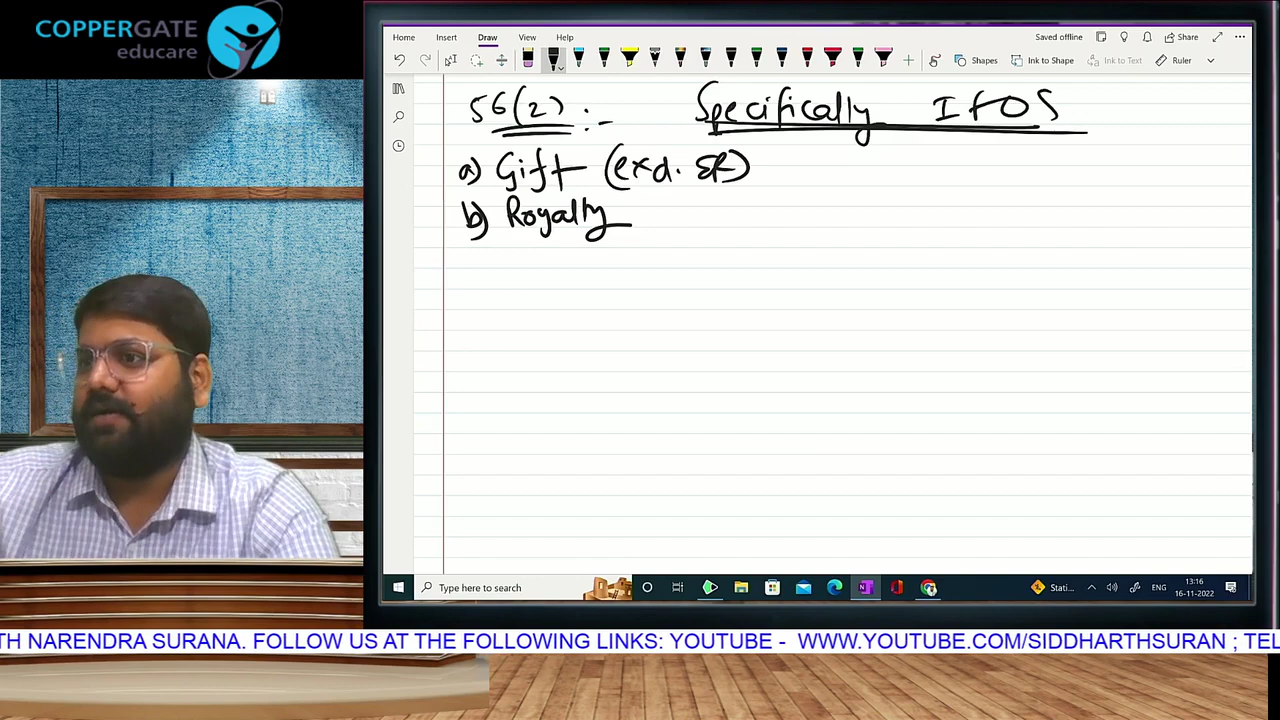 COPPERGATE
educare
Home Insert Draw View Help
Saved offline Share
Shapes Ink to Shape Ink to Text Ruler
56(2) :- Specifically IFOS
a) Gift (exd. SR)
b) Royalty
Type here to search
Stati... ENG 13:16
16-11-2022
TH NARENDRA SURANA. FOLLOW US AT THE FOLLOWING LINKS: YOUTUBE - WWW.YOUTUBE.COM/SIDDHARTHSURAN ; TEL